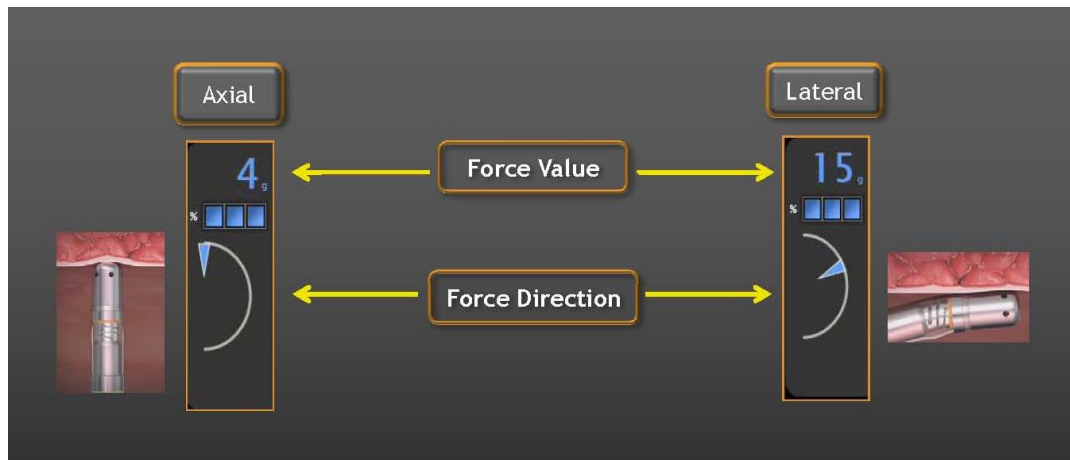 Axial
Lateral
4g
Force Value
15g
%
%
Force Direction